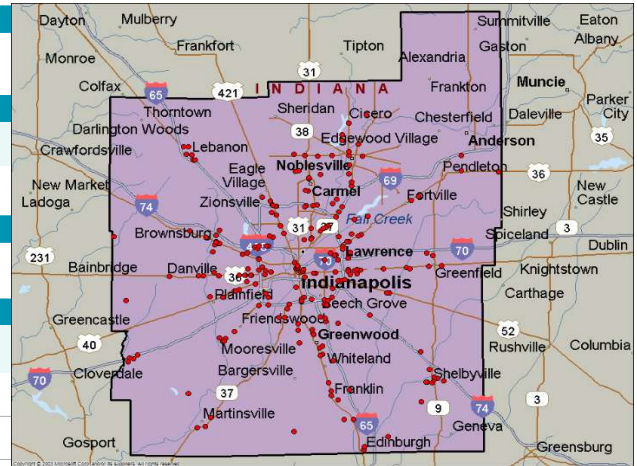 Dayton
Mulberry
Summitville
Eaton
Albany
Frankfort
Tipton
Gaston
Monroe
31
Alexandria
Colfax
65
421
INDIANA
Frankton
Muncie
Parker
City
Thorntown
Sheridan
Cicero
Chesterfield
Daleville
Darlington Woods
38
Edgewood Village
Anderson
35
Crawfordsville
Lebanon
Noblesville
Pendleton
36
Eagle
Village
69
New Market
Carmel
New
Castle
Ladoga
74
Zionsville
Fortville
Shirley
31
Fall Creek
3
Brownsburg
Spiceland
Dublin
231
Lawrence
70
Bainbridge
Danville
36
Greenfield
Knightstown
Indianapolis
Carthage
Plainfield
Beech Grove
Greencastle
Friendswood
52
40
Greenwood
Rushville
Columbia
Mooresville
Whiteland
70
Cloverdale
Bargersville
Shelbyville
37
Franklin
9
74
3
Martinsville
65
Geneva
Gosport
Edinburgh
Greensburg